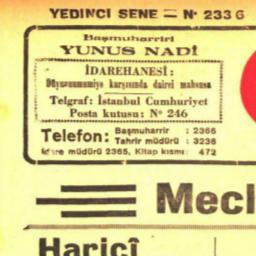 YEDİNCİ SENE — Nº 2336
Başmuharriri
YUNUS NADİ
İDAREHANESİ:
Düyunuumumiye karşısında dairei mahsusa
Telgraf: İstanbul Cumhuriyet
Posta kutusu: Nº 246
Telefon: Başmuharrir : 2366
Tahrir müdürü : 3236
İdare müdürü 2365, Kitap kısmı: 472
Mecl
Haricî